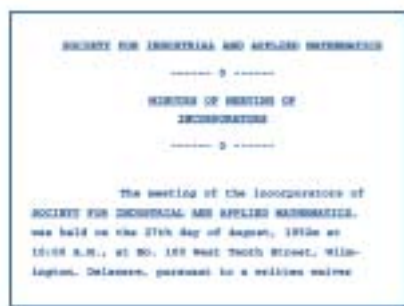 SOCIETY FOR INDUSTRIAL AND APPLIED MATHEMATICS
------ 0 ------
MINUTES OF MEETING OF
INCORPORATORS
------ 0 ------
The meeting of the incorporators of
SOCIETY FOR INDUSTRIAL AND APPLIED MATHEMATICS,
was held on the 27th day of August, 1952, at
10:00 A.M., at No. 100 West Tenth Street, Wilm-
ington, Delaware, pursuant to a written waiver